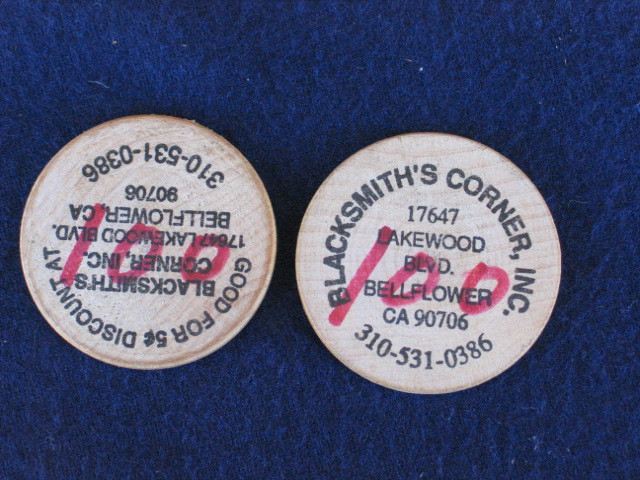 310-531-0386
BLACKSMITH'S
CORNER, INC.
17647 LAKEWOOD BLVD.
BELLFLOWER, CA
90706
GOOD FOR 5¢ DISCOUNT AT
100
BLACKSMITH'S CORNER, INC.
17647
LAKEWOOD
BLVD.
BELLFLOWER
CA 90706
310-531-0386
100